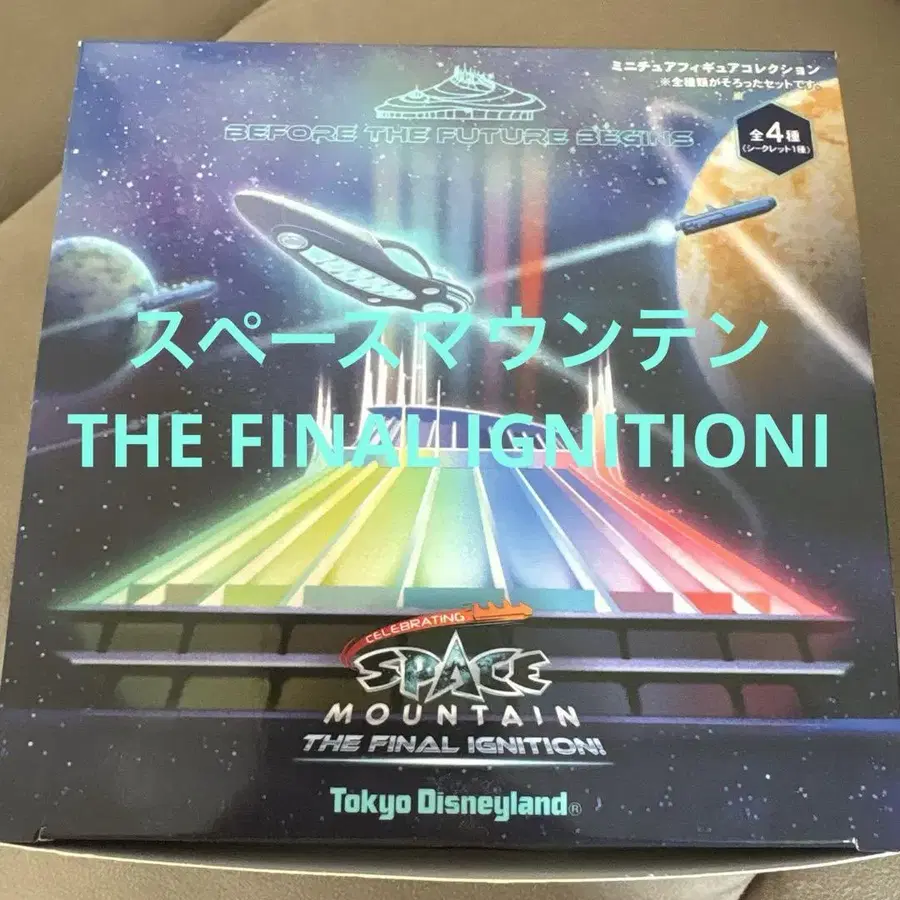 ミニチュアフィギュアコレクション
※全種類がそろったセットです。
BEFORE THE FUTURE BEGINS
全4種
(シークレット1種)
スペースマウンテン
THE FINAL IGNITIONI
CELEBRATING
SPACE
MOUNTAIN
THE FINAL IGNITION!
Tokyo Disneyland®